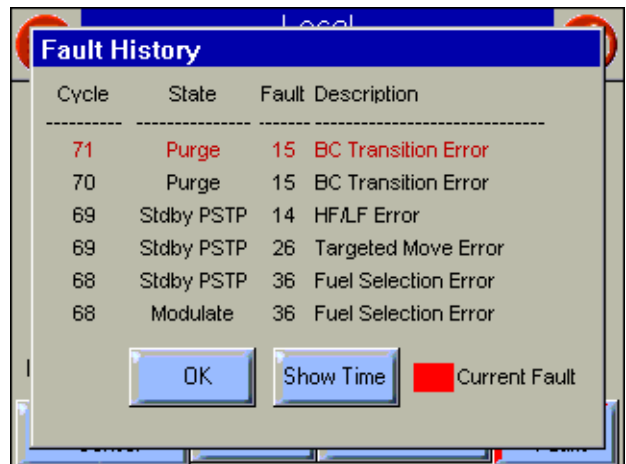 Local
Fault History
Cycle State Fault Description
---------- --------------- ------- ------------------------------
71 Purge 15 BC Transition Error
70 Purge 15 BC Transition Error
69 Stdby PSTP 14 HF/LF Error
69 Stdby PSTP 26 Targeted Move Error
68 Stdby PSTP 36 Fuel Selection Error
68 Modulate 36 Fuel Selection Error
OK Show Time Current Fault